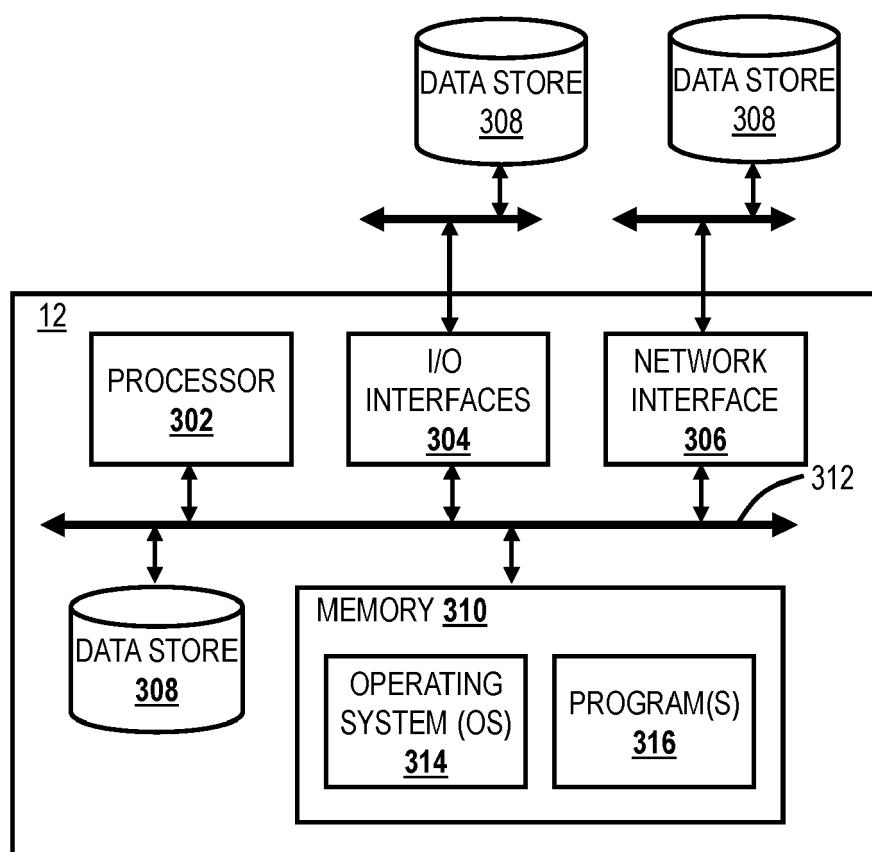 DATA STORE
308
DATA STORE
308
12
PROCESSOR
302
I/O
INTERFACES
304
NETWORK
INTERFACE
306
312
DATA STORE
308
MEMORY 310
OPERATING
SYSTEM (OS)
314
PROGRAM(S)
316